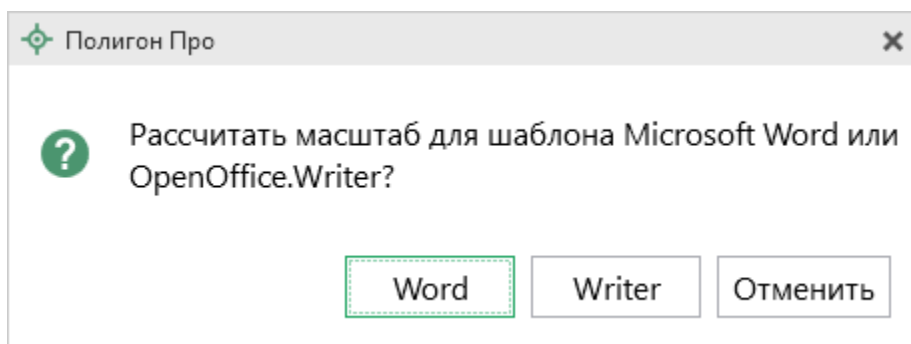 Полигон Про
Рассчитать масштаб для шаблона Microsoft Word или
OpenOffice.Writer?
Word
Writer
Отменить